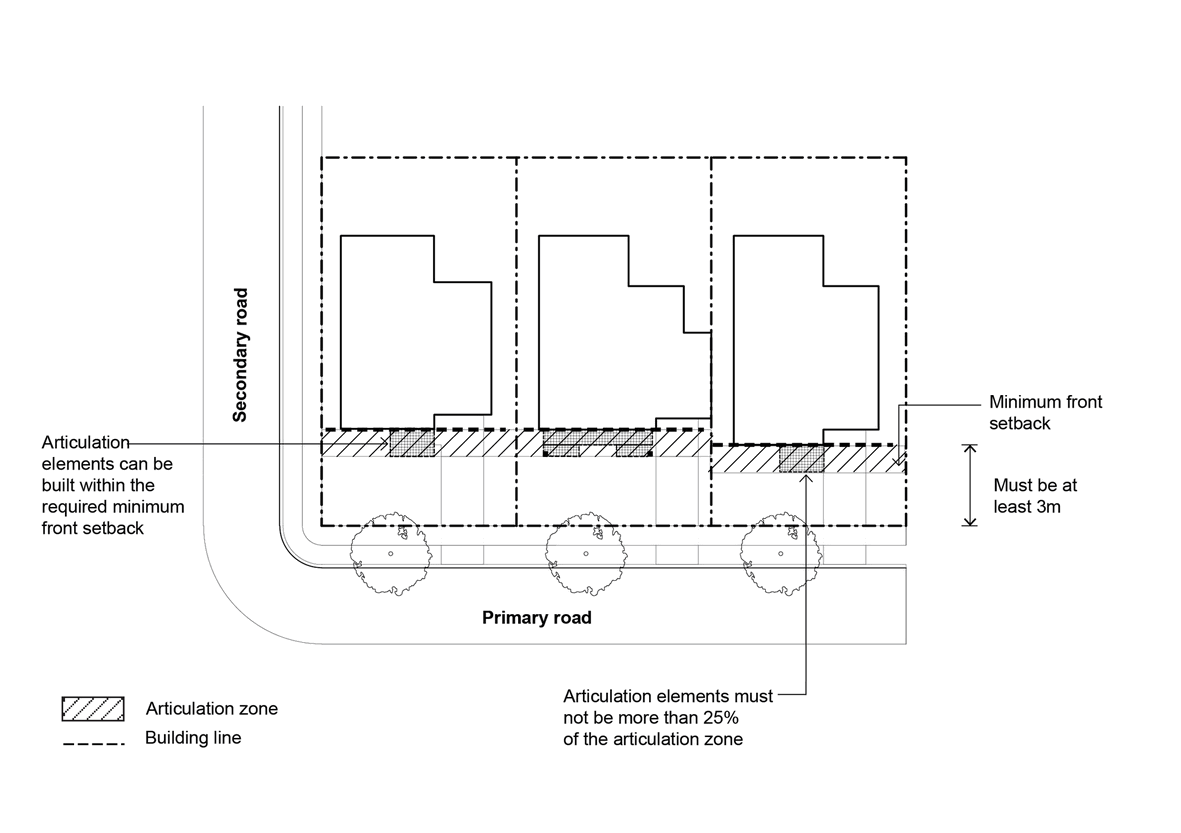 Secondary road
Minimum front
setback
Articulation
elements can be
built within the
required minimum
front setback
Must be at
least 3m
Primary road
Articulation elements must
not be more than 25%
of the articulation zone
Articulation zone
Building line